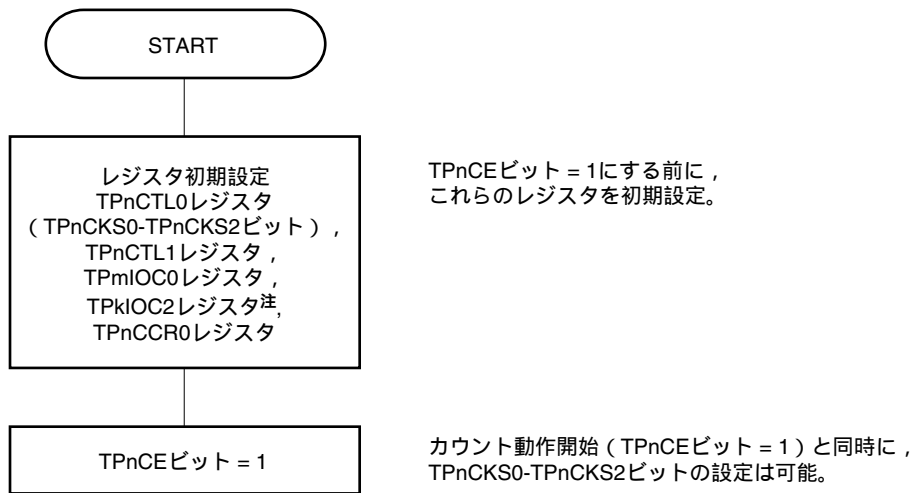 START
レジスタ初期設定
TPnCTL0レジスタ
（TPnCKS0-TPnCKS2ビット），
TPnCTL1レジスタ，
TPmIOC0レジスタ，
TPkIOC2レジスタ注,
TPnCCR0レジスタ
TPnCEビット = 1にする前に，
これらのレジスタを初期設定。
TPnCEビット = 1
カウント動作開始（TPnCEビット = 1）と同時に，
TPnCKS0-TPnCKS2ビットの設定は可能。